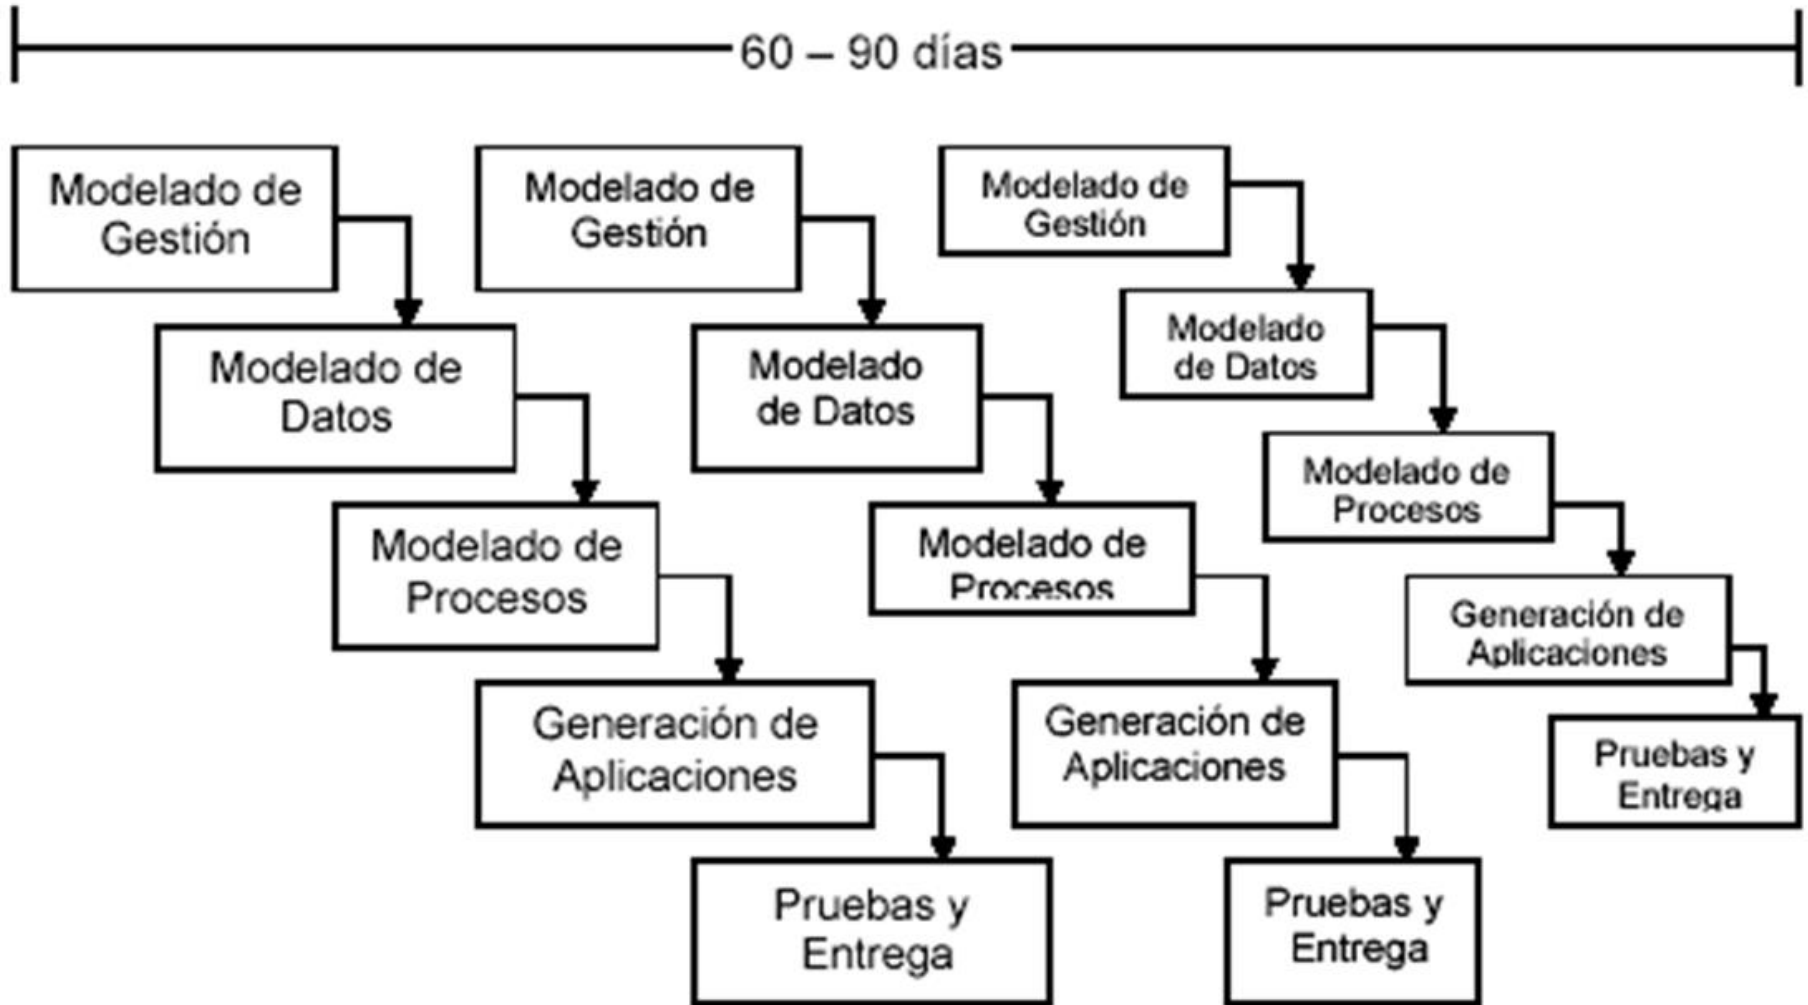 60 – 90 días
Modelado de
Gestión
Modelado de
Datos
Modelado de
Procesos
Generación de
Aplicaciones
Pruebas y
Entrega
Modelado de
Gestión
Modelado
de Datos
Modelado de
Procesos
Generación de
Aplicaciones
Pruebas y
Entrega
Modelado de
Gestión
Modelado
de Datos
Modelado de
Procesos
Generación de
Aplicaciones
Pruebas y
Entrega